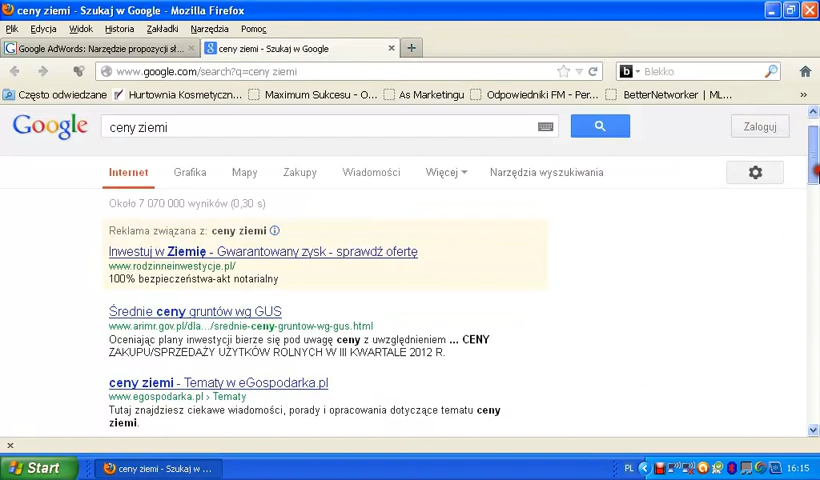 ceny ziemi - Szukaj w Google - Mozilla Firefox
Plik Edycja Widok Historia Zakładki Narzędzia Pomoc
Google AdWords: Narzędzie propozycji sł... ceny ziemi - Szukaj w Google
www.google.com/search?q=ceny ziemi Blekko
Często odwiedzane Hurtownia Kosmetyczn... Maximum Sukcesu - O... As Marketingu Odpowiedniki FM - Per... BetterNetworker | ML...
Google ceny ziemi Zaloguj
Internet Grafika Mapy Zakupy Wiadomości Więcej Narzędzia wyszukiwania
Około 7 070 000 wyników (0,30 s)
Reklama związana z: ceny ziemi
Inwestuj w Ziemię - Gwarantowany zysk - sprawdź ofertę
www.rodzinneinwestycje.pl/
100% bezpieczeństwa-akt notarialny
Średnie ceny gruntów wg GUS
www.arimr.gov.pl/dla.../srednie-ceny-gruntow-wg-gus.html
Oceniając plany inwestycji bierze się pod uwagę ceny z uwzględnieniem ... CENY
ZAKUPU/SPRZEDAŻY UŻYTKÓW ROLNYCH W III KWARTALE 2012 R.
ceny ziemi - Tematy w eGospodarka.pl
www.egospodarka.pl › Tematy
Tutaj znajdziesz ciekawe wiadomości, porady i opracowania dotyczące tematu ceny
ziemi.
Start ceny ziemi - Szukaj w ... PL 16:15